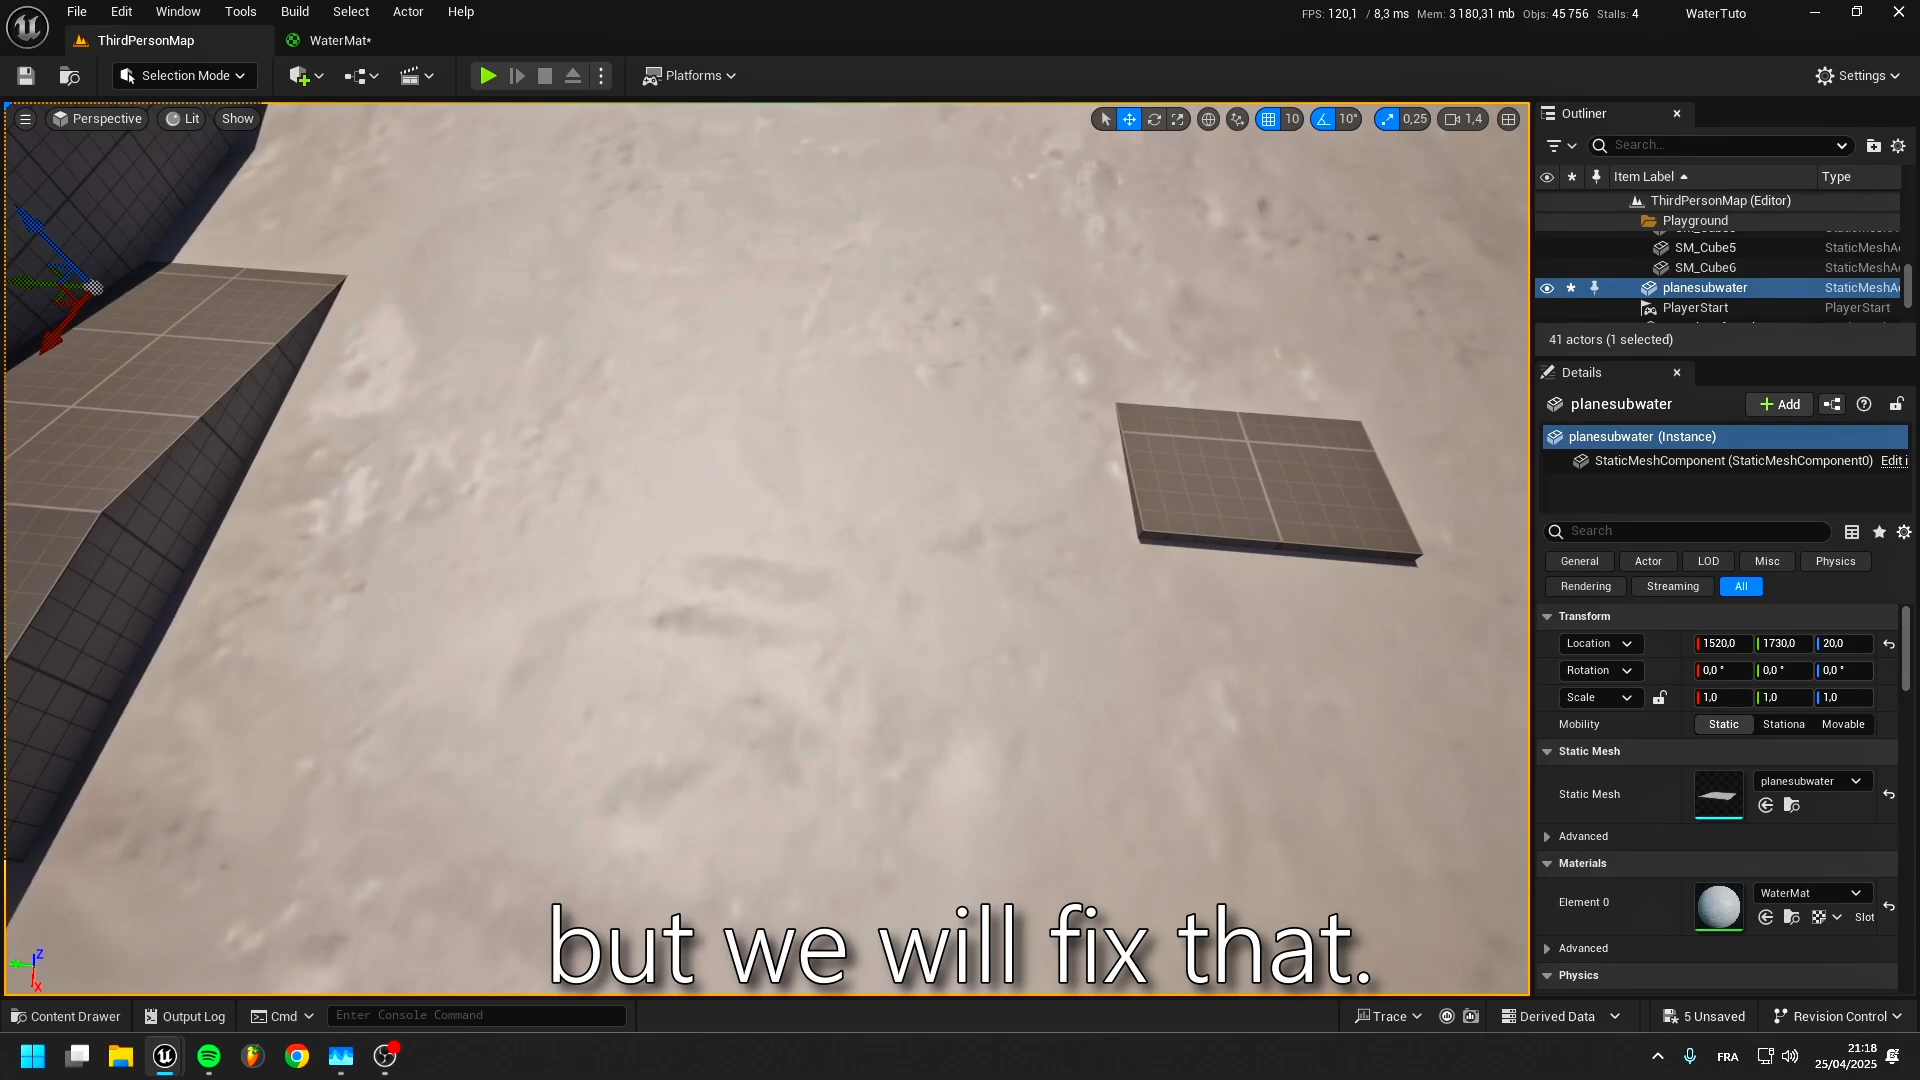 File Edit Window Tools Build Select Actor Help
FPS: 120,1 / 8,3 ms Mem: 3 180,31 mb Objs: 45 756 Stalls: 4 WaterTuto
ThirdPersonMap WaterMat*
Selection Mode Platforms Settings
Perspective Lit Show 10 10° 0,25 1,4
Outliner
Search...
Item Label Type
ThirdPersonMap (Editor)
Playground
SM_Cube5 StaticMeshA
SM_Cube6 StaticMeshA
planesubwater StaticMeshA
PlayerStart PlayerStart
41 actors (1 selected)
Details
planesubwater Add
planesubwater (Instance)
StaticMeshComponent (StaticMeshComponent0) Edit i
Search
General Actor LOD Misc Physics
Rendering Streaming All
Transform
Location 1520,0 1730,0 20,0
Rotation 0,0 ° 0,0 ° 0,0 °
Scale 1,0 1,0 1,0
Mobility Static Stationa Movable
Static Mesh
Static Mesh planesubwater
Advanced
Materials
Element 0 WaterMat
Slot
Advanced
Physics
but we will fix that.
Z
X
Content Drawer Output Log Cmd Enter Console Command Trace Derived Data 5 Unsaved Revision Control
FRA 21:18
25/04/2025